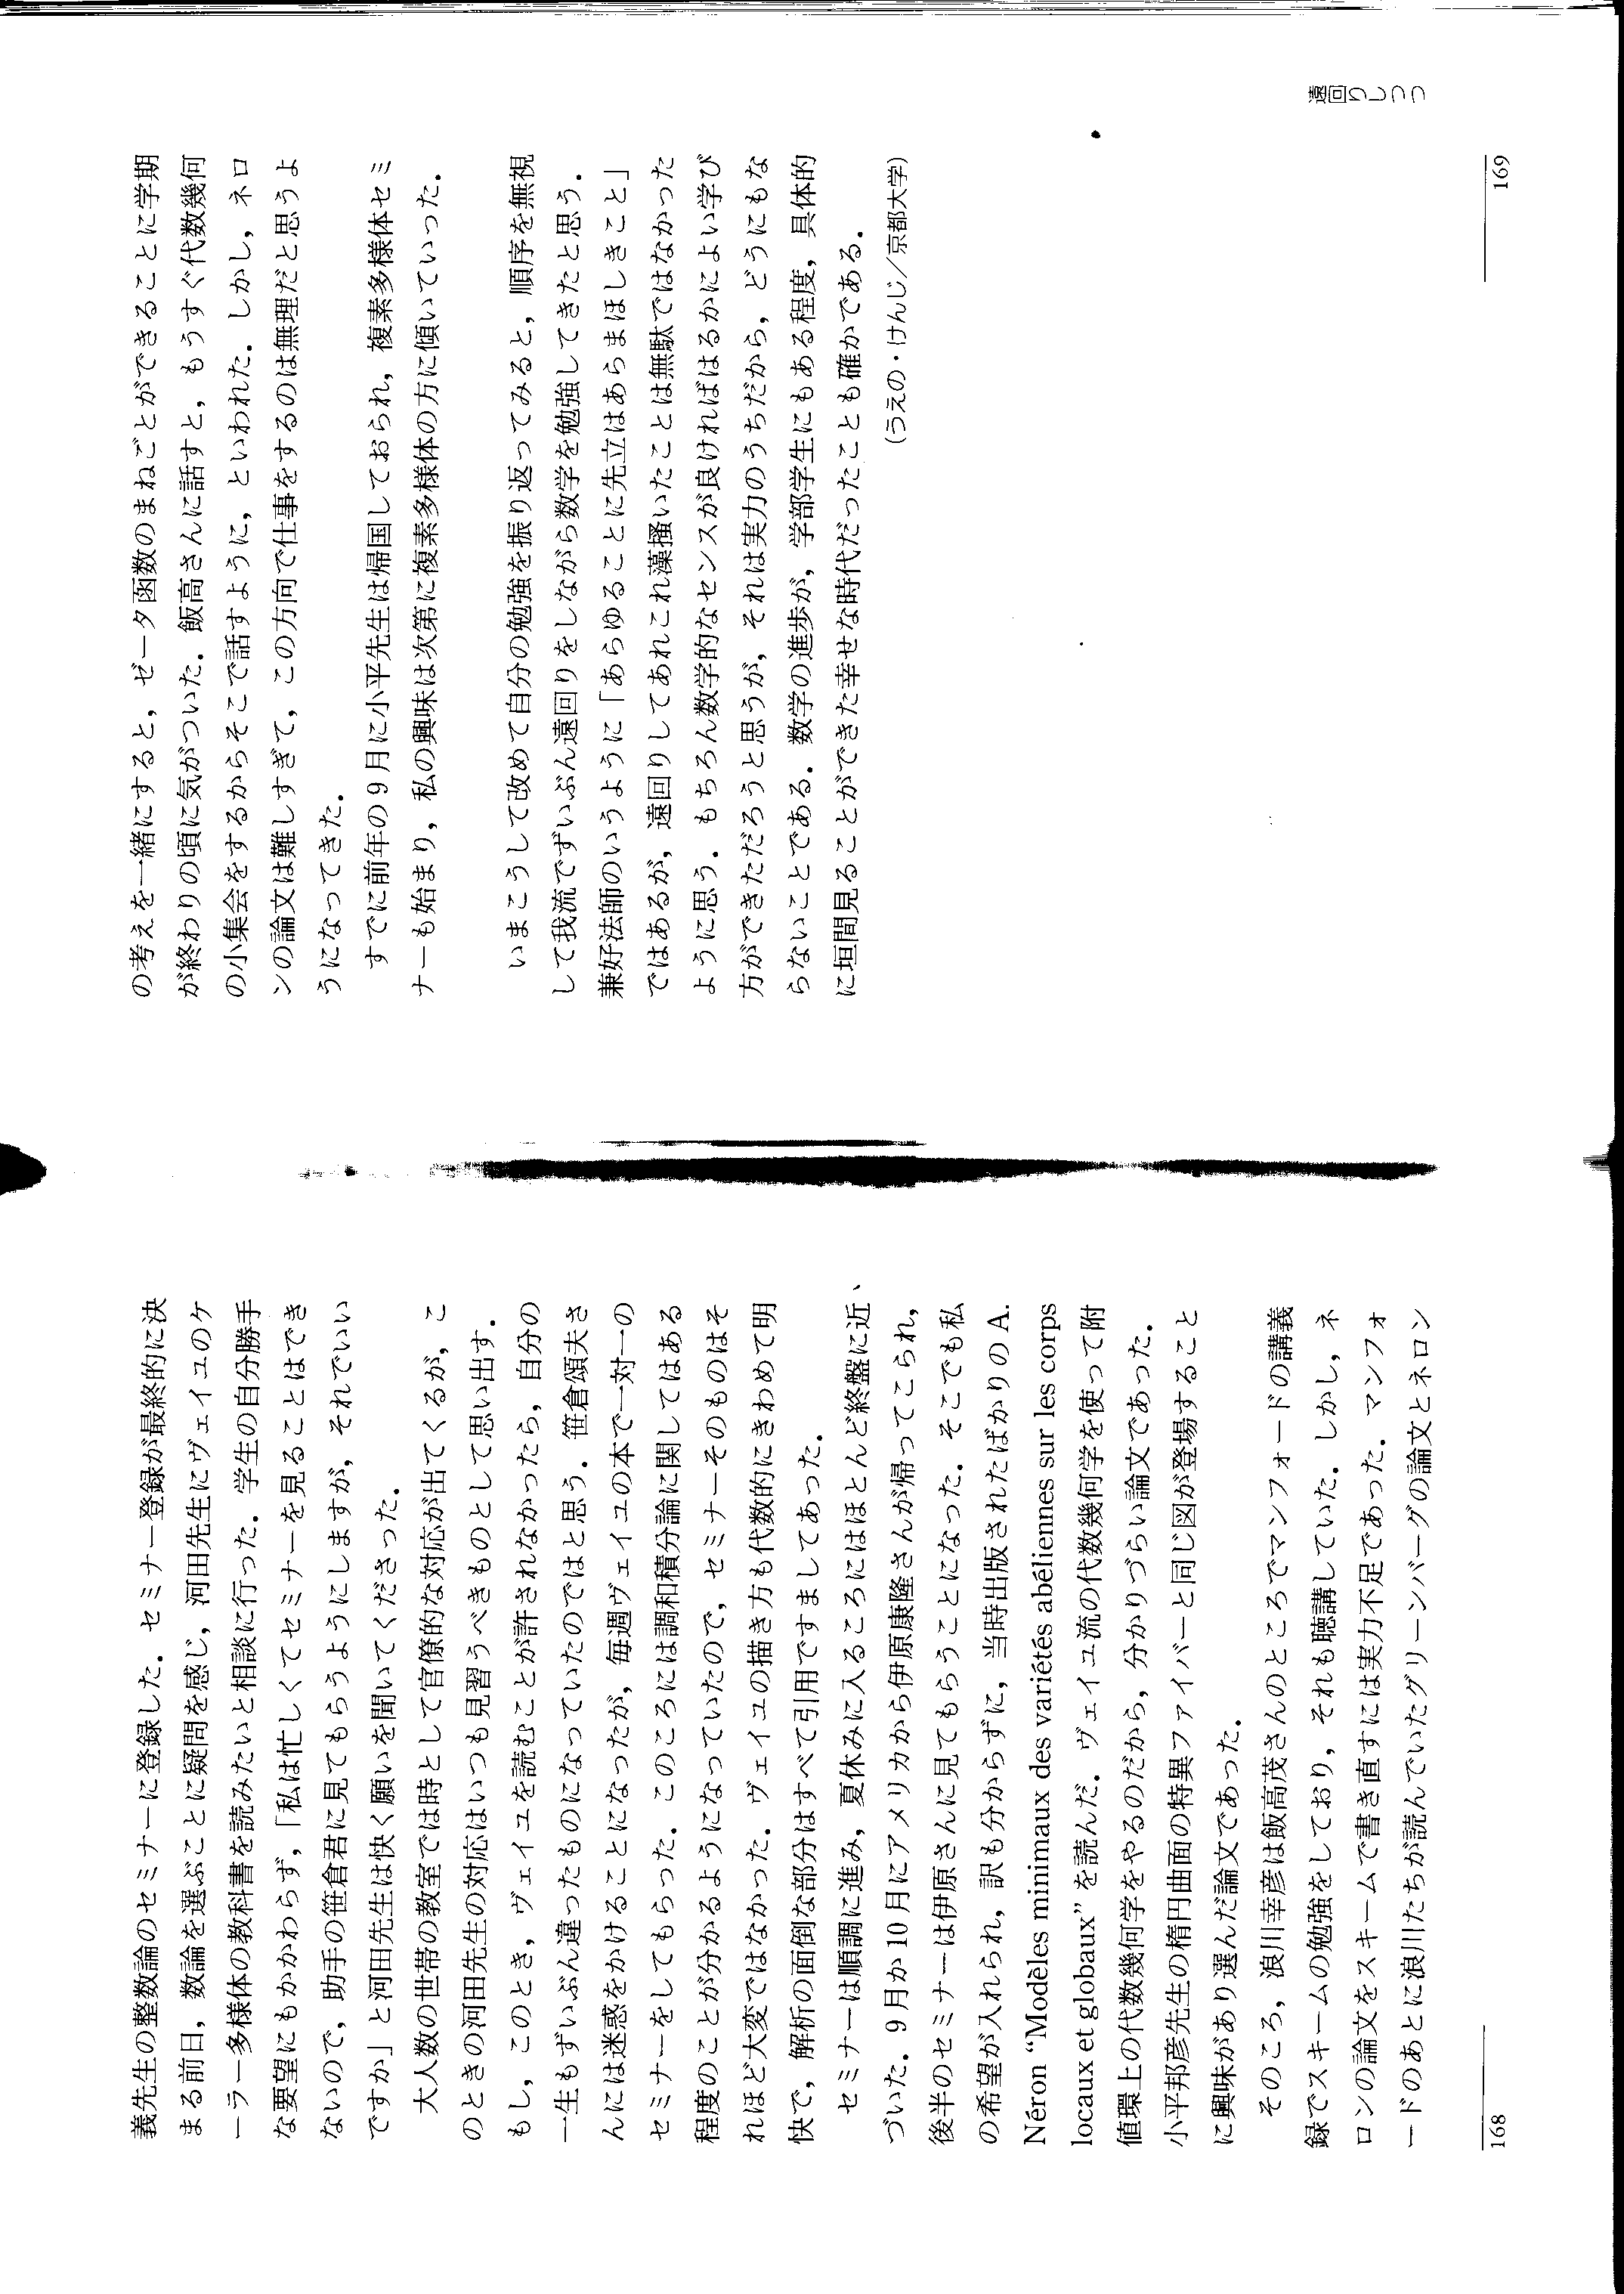 義先生の整数論のセミナーに登録した．セミナー登録が最終的に決
まる前日，数論を選ぶことに疑問を感じ，河田先生にヴェイユのケ
ーラー多様体の教科書を読みたいと相談に行った．学生の自分勝手
な要望にもかかわらず，「私は忙しくてセミナーを見ることはでき
ないので，助手の笹倉君に見てもらうようにしますが，それでいい
ですか」と河田先生は快く願いを聞いてくださった．
大人数の世帯の教室では時として官僚的な対応が出てくるが，こ
のときの河田先生の対応はいつも見習うべきものとして思い出す．
もし，このとき，ヴェイユを読むことが許されなかったら，自分の
一生もずいぶん違ったものになっていたのではと思う．笹倉頌夫さ
んには迷惑をかけることになったが，毎週ヴェイユの本で一対一の
セミナーをしてもらった．このころには調和積分論に関してはある
程度のことが分かるようになっていたので，セミナーそのものはそ
れほど大変ではなかった．ヴェイユの描き方も代数的にきわめて明
快で，解析の面倒な部分はすべて引用ですましてあった．
セミナーは順調に進み，夏休みに入るころにはほとんど終盤に近
づいた．9月か10月にアメリカから伊原康隆さんが帰ってこられ，
後半のセミナーは伊原さんに見てもらうことになった．そこでも私
の希望が入れられ，訳も分からずに，当時出版されたばかりのA.
Néron “Modèles minimaux des variétés abéliennes sur les corps
locaux et globaux” を読んだ．ヴェイユ流の代数幾何学を使って附
値環上の代数幾何学をやるのだから，分かりづらい論文であった．
小平邦彦先生の楕円曲面の特異ファイバーと同じ図が登場すること
に興味があり選んだ論文であった．
そのころ，浪川幸彦は飯高茂さんのところでマンフォードの講義
録でスキームの勉強をしており，それも聴講していた．しかし，ネ
ロンの論文をスキームで書き直すには実力不足であった．マンフォ
ードのあとに浪川たちが読んでいたグリーンバーグの論文とネロン
168
の考えを一緒にすると，ゼータ函数のまねごとができることに学期
が終わりの頃に気がついた．飯高さんに話すと，もうすぐ代数幾何
の小集会をするからそこで話すように，といわれた．しかし，ネロ
ンの論文は難しすぎて，この方向で仕事をするのは無理だと思うよ
うになってきた．
すでに前年の9月に小平先生は帰国しておられ，複素多様体セミ
ナーも始まり，私の興味は次第に複素多様体の方に傾いていった．
いまこうして改めて自分の勉強を振り返ってみると，順序を無視
して我流でずいぶん遠回りをしながら数学を勉強してきたと思う．
兼好法師のいうように「あらゆることに先立はあらまほしきこと」
ではあるが，遠回りしてあれこれ藻搔いたことは無駄ではなかった
ように思う．もちろん数学的なセンスが良ければはるかによい学び
方ができただろうと思うが，それは実力のうちだから，どうにもな
らないことである．数学の進歩が，学部学生にもある程度，具体的
に垣間見ることができた幸せな時代だったことも確かである．
（うえの・けんじ／京都大学）
遠回りしつつ
169